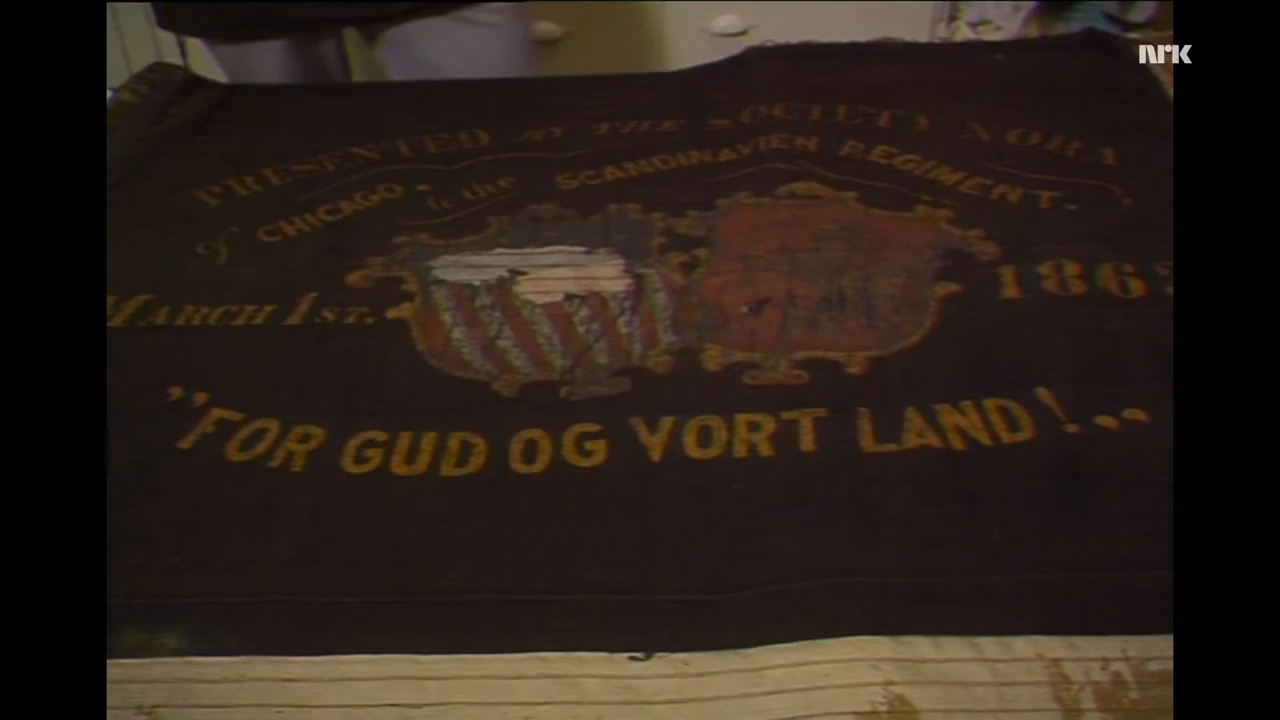 nrk
PRESENTED BY THE SOCIETY NORA
of CHICAGO to the SCANDINAVIEN REGIMENT.
MARCH 1ST. 1862
"FOR GUD OG VORT LAND!„